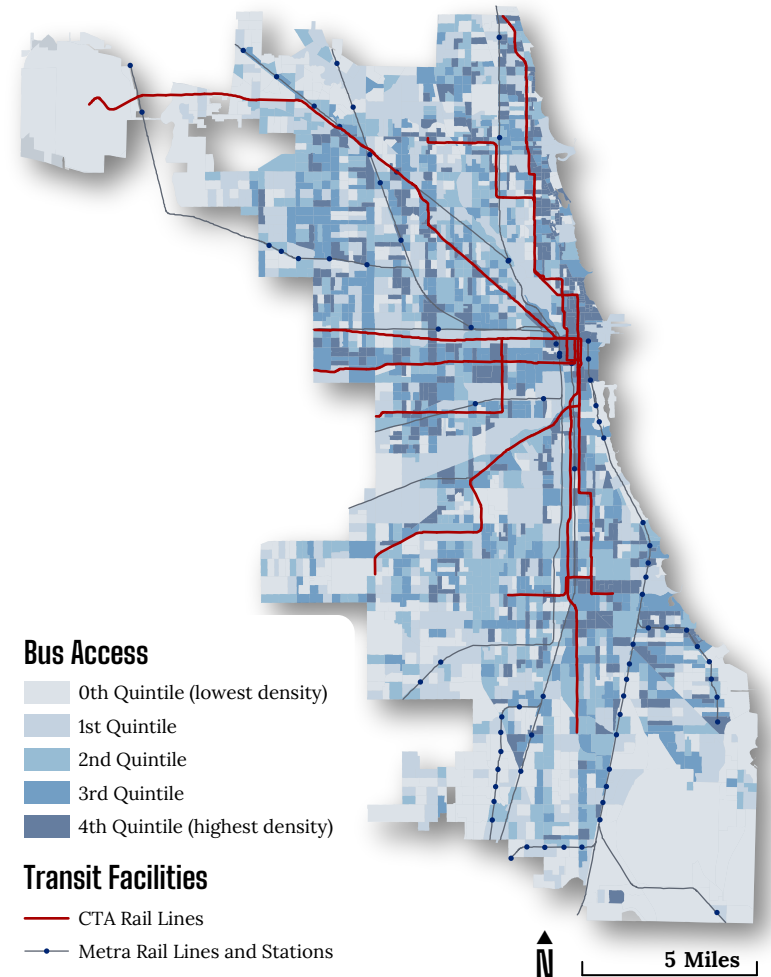 Bus Access
0th Quintile (lowest density)
1st Quintile
2nd Quintile
3rd Quintile
4th Quintile (highest density)
Transit Facilities
CTA Rail Lines
Metra Rail Lines and Stations
N
5 Miles